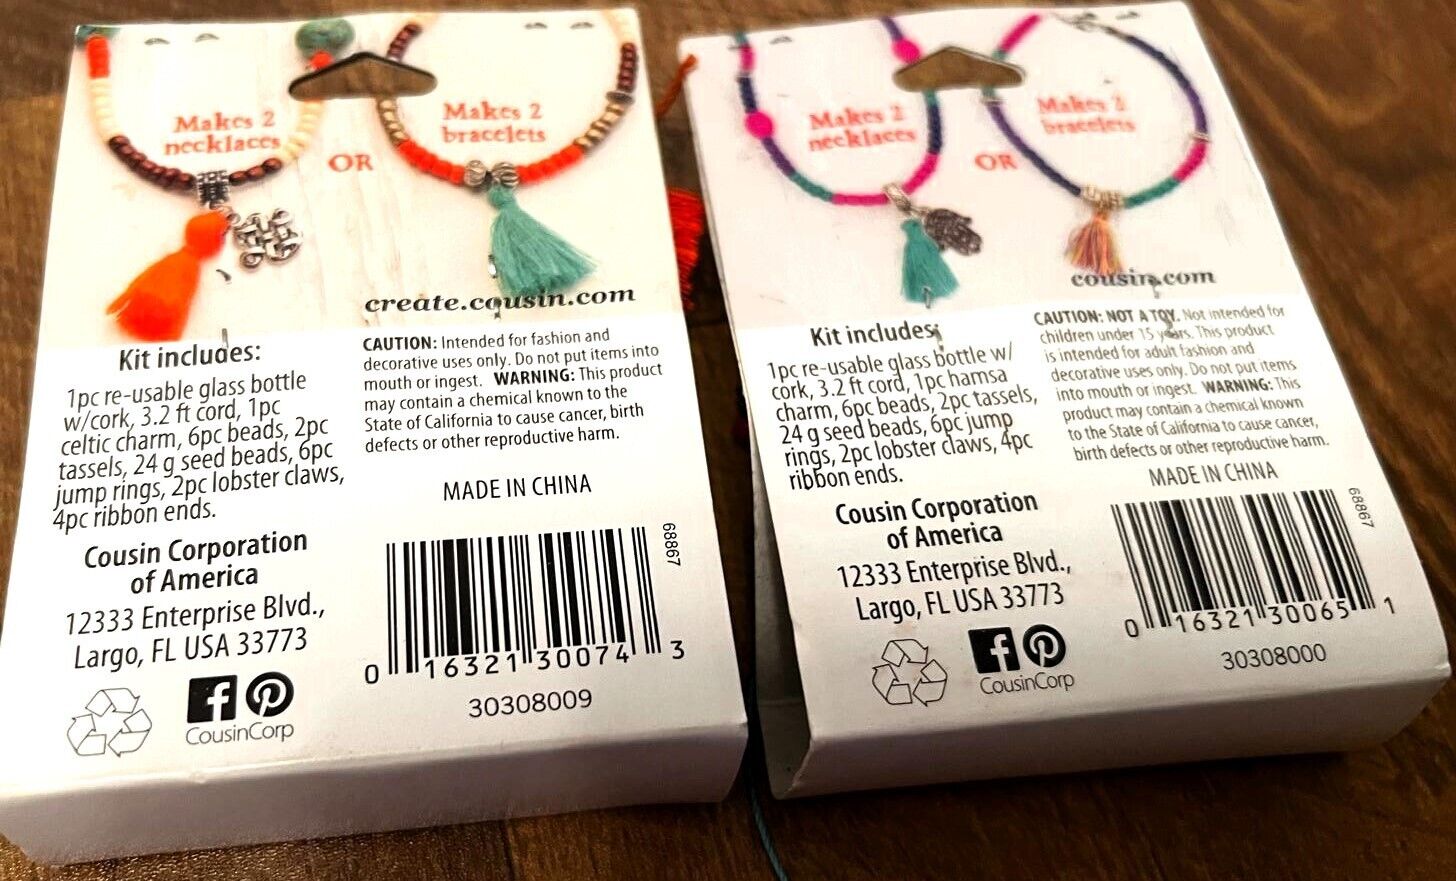 Makes 2
necklaces
OR
Makes 2
bracelets
create.cousin.com
Kit includes:
1pc re-usable glass bottle
w/cork, 3.2 ft cord, 1pc
celtic charm, 6pc beads, 2pc
tassels, 24 g seed beads, 6pc
jump rings, 2pc lobster claws,
4pc ribbon ends.
CAUTION: Intended for fashion and
decorative uses only. Do not put items into
mouth or ingest. WARNING: This product
may contain a chemical known to the
State of California to cause cancer, birth
defects or other reproductive harm.
MADE IN CHINA
Cousin Corporation
of America
12333 Enterprise Blvd.,
Largo, FL USA 33773
CousinCorp
68867
0 16321 30074 3
30308009
Makes 2
necklaces
OR
Makes 2
bracelets
cousin.com
Kit includes:
1pc re-usable glass bottle w/
cork, 3.2 ft cord, 1pc hamsa
charm, 6pc beads, 2pc tassels,
24 g seed beads, 6pc jump
rings, 2pc lobster claws, 4pc
ribbon ends.
CAUTION: NOT A TOY. Not intended for
children under 15 years. This product
is intended for adult fashion and
decorative uses only. Do not put items
into mouth or ingest. WARNING: This
product may contain a chemical known
to the State of California to cause cancer,
birth defects or other reproductive harm.
MADE IN CHINA
Cousin Corporation
of America
12333 Enterprise Blvd.,
Largo, FL USA 33773
CousinCorp
68867
0 16321 30065 1
30308000